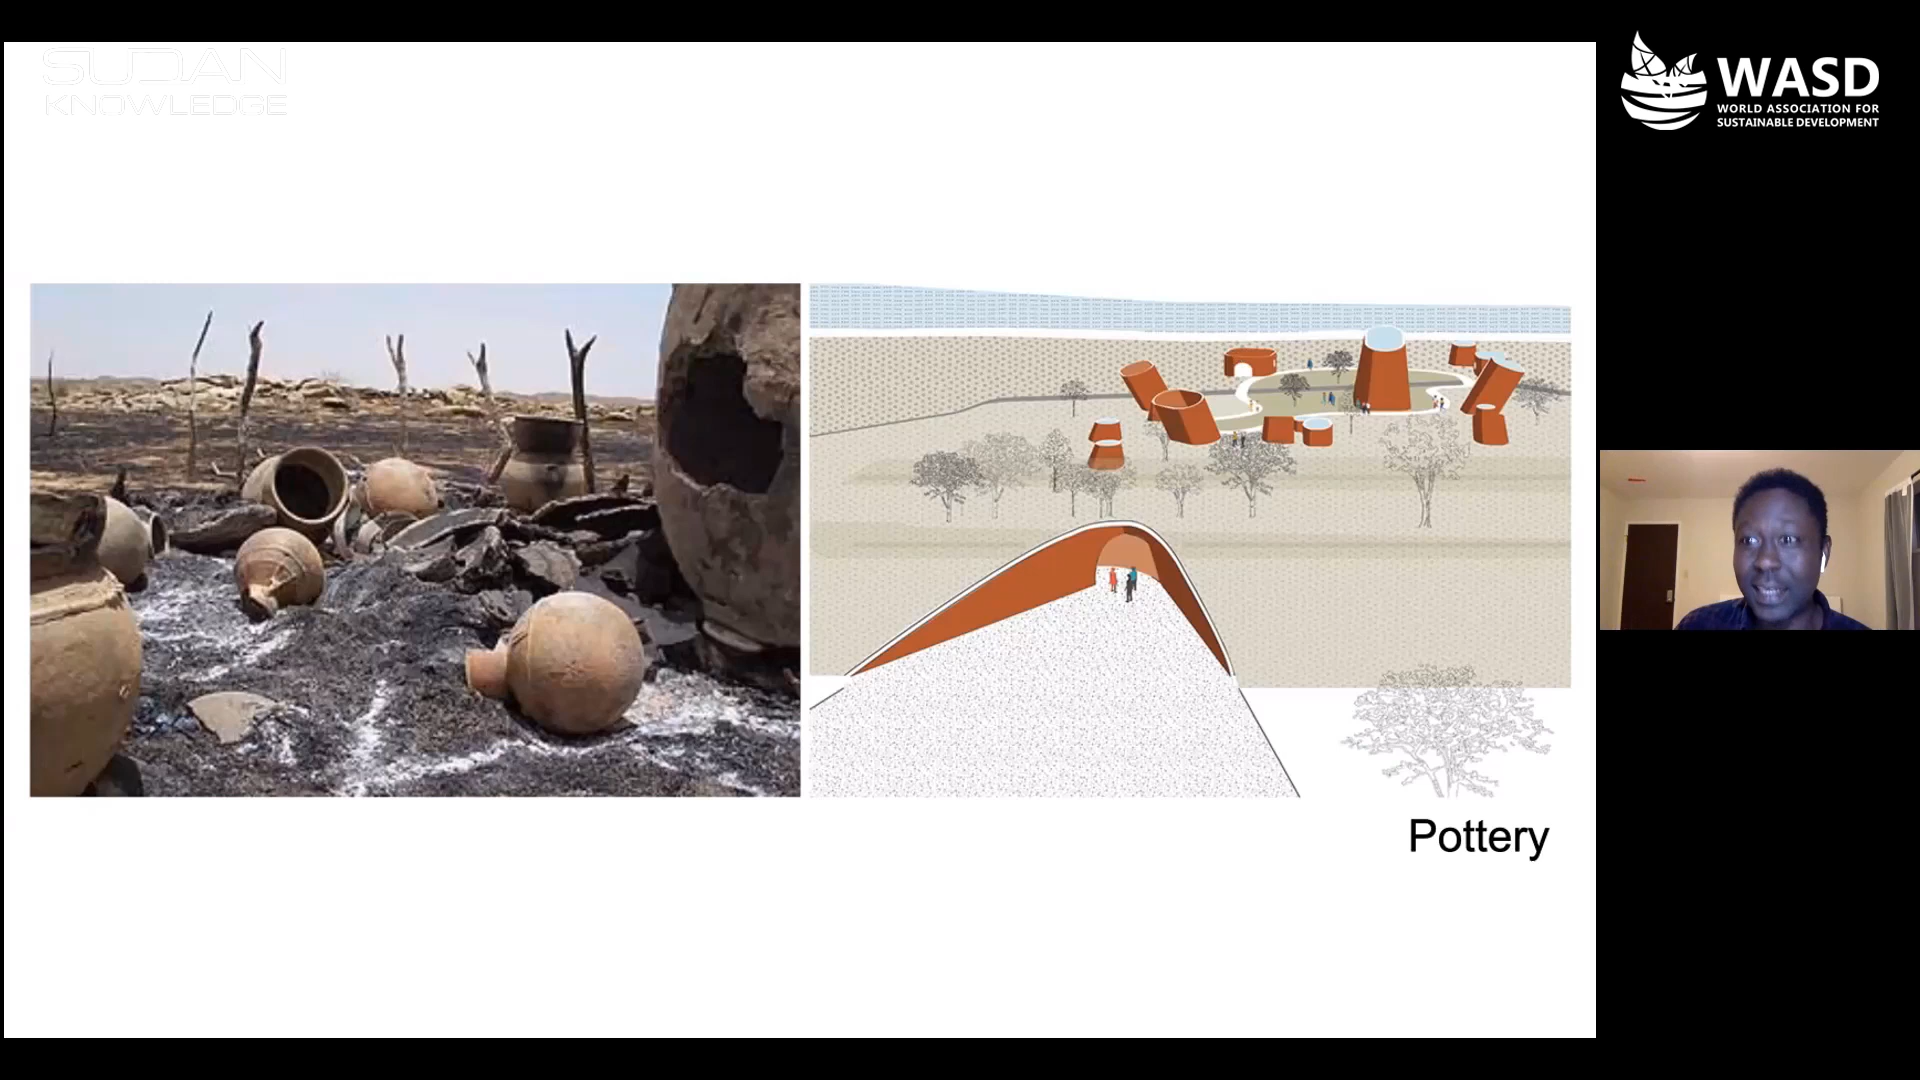 SUDAN
KNOWLEDGE
WASD
WORLD ASSOCIATION FOR
SUSTAINABLE DEVELOPMENT
Pottery